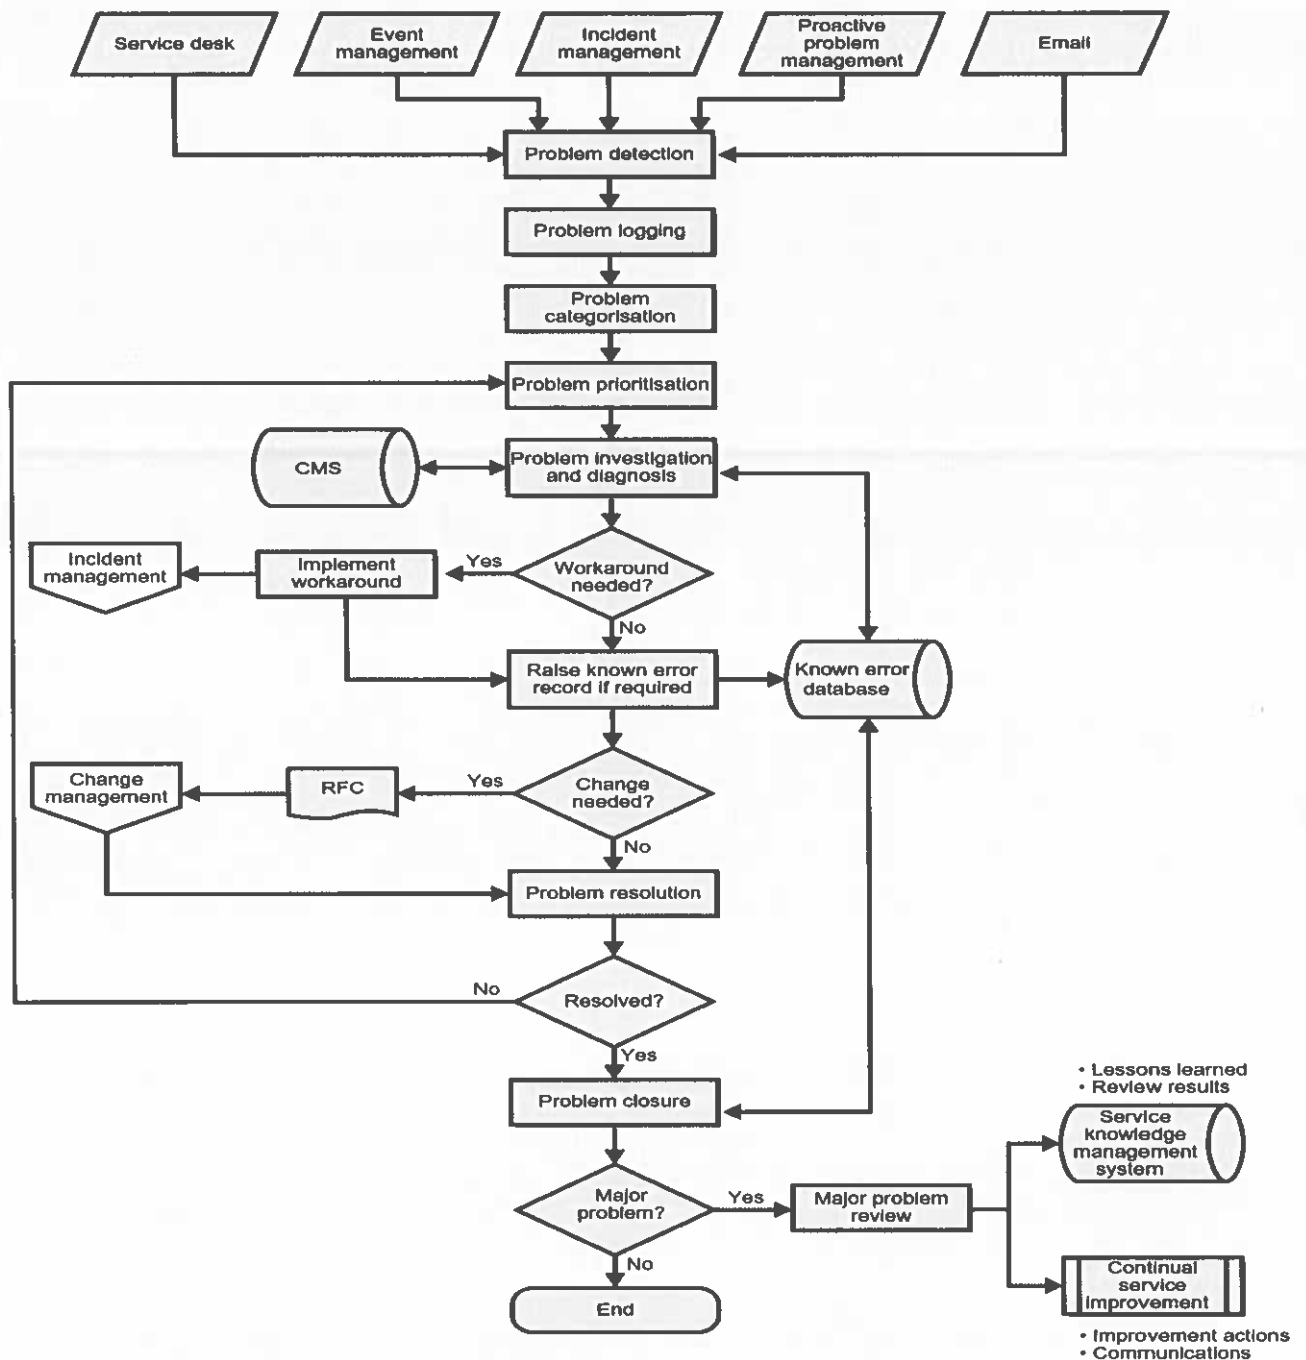 Service desk
Event
management
Incident
management
Proactive
problem
management
Email
Problem detection
Problem logging
Problem
categorisation
Problem prioritisation
CMS
Problem investigation
and diagnosis
Incident
management
Implement
workaround
Yes
Workaround
needed?
No
Raise known error
record if required
Known error
database
Change
management
RFC
Yes
Change
needed?
No
Problem resolution
No
Resolved?
Yes
Problem closure
• Lessons learned
• Review results
Service
knowledge
management
system
Major
problem?
Yes
Major problem
review
No
Continual
service
improvement
End
• Improvement actions
• Communications